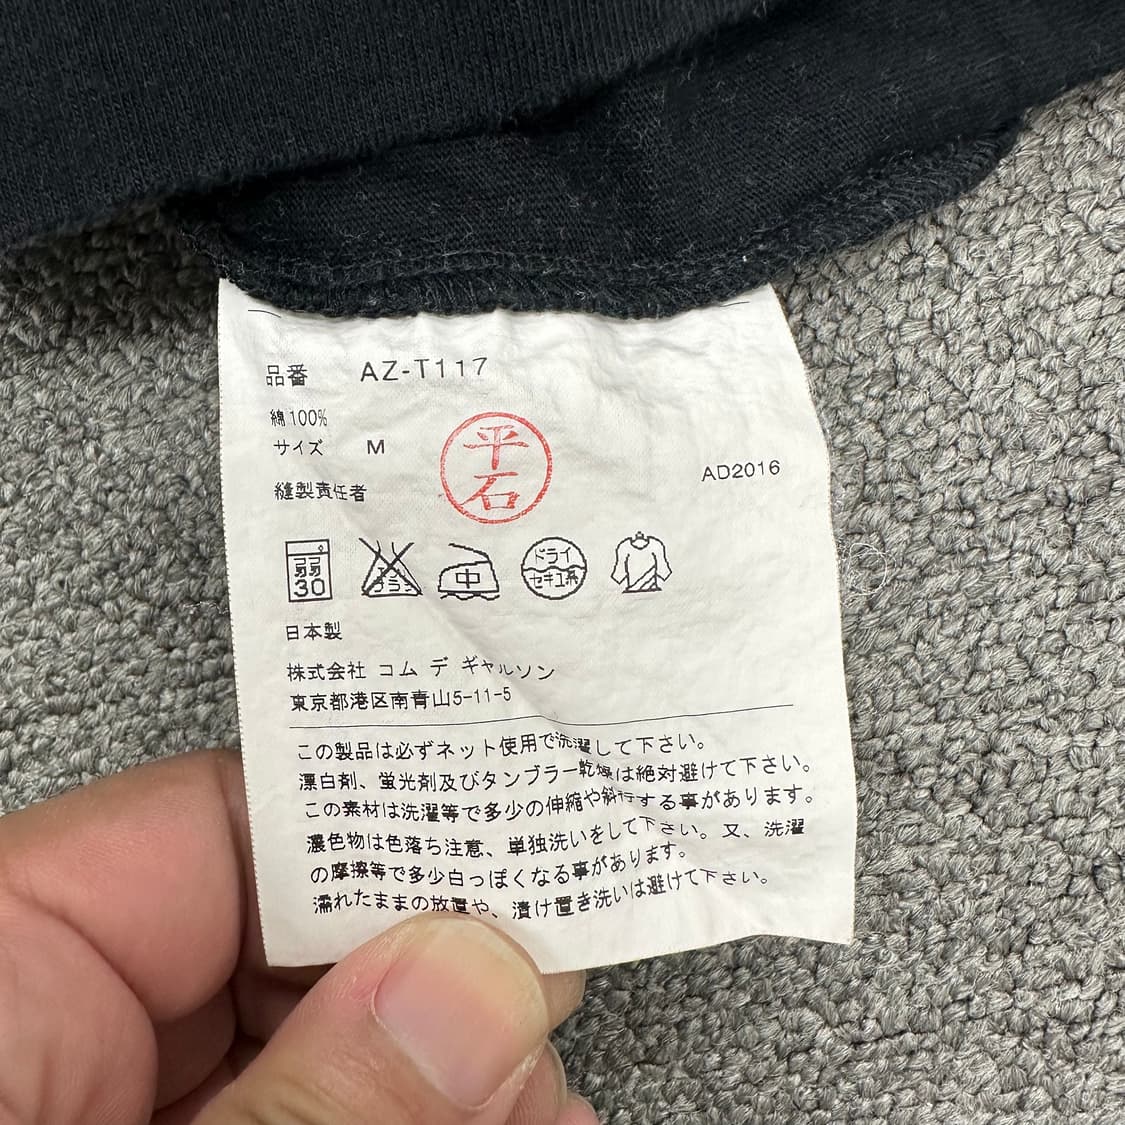 品番 AZ-T117
綿100%
サイズ M
平石
AD2016
縫製責任者
弱 30
中
ドライ
セキユ系
日本製
株式会社 コム デ ギャルソン
東京都港区南青山5-11-5
この製品は必ずネット使用で洗濯して下さい。
漂白剤、蛍光剤及びタンブラー乾燥は絶対避けて下さい。
この素材は洗濯等で多少の伸縮や斜行する事があります。
濃色物は色落ち注意、単独洗いをして下さい。又、洗濯
の摩擦等で多少白っぽくなる事があります。
濡れたままの放置や、漬け置き洗いは避けて下さい。